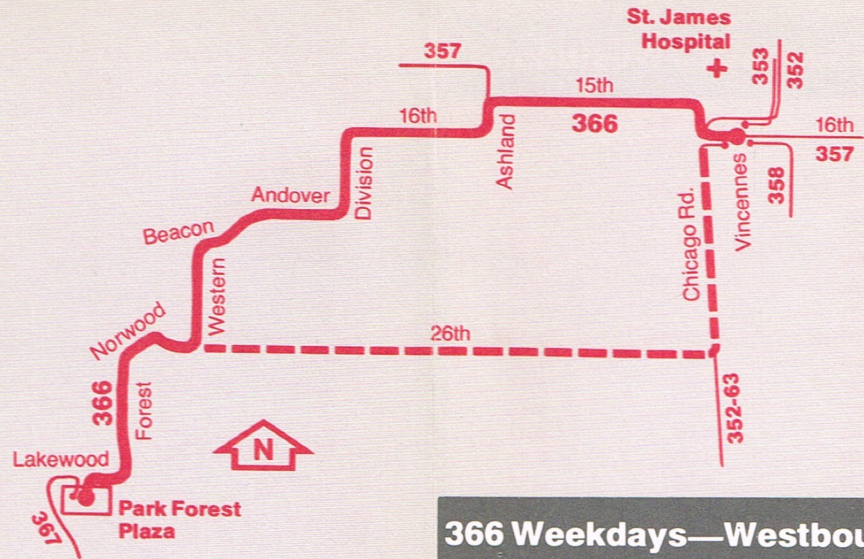 St. James
Hospital
357
353
352
15th
16th
366
16th
357
Ashland
Division
Vincennes
358
Andover
Beacon
Chicago Rd.
Western
Norwood
26th
366
Forest
352-63
N
Lakewood
Park Forest
Plaza
367
366 Weekdays—Westbou